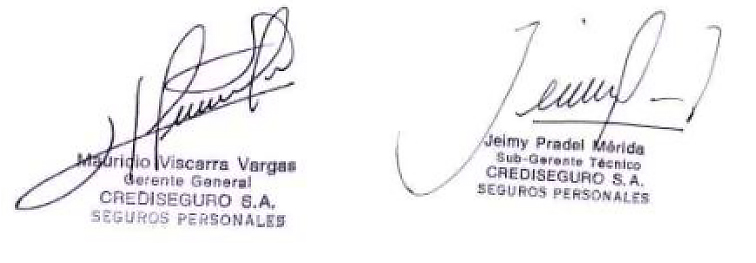 Mauricio Viscarra Vargas
Gerente General
CREDISEGURO S.A.
SEGUROS PERSONALES
Jeimy Pradel Mérida
Sub-Gerente Técnico
CREDISEGURO S.A.
SEGUROS PERSONALES